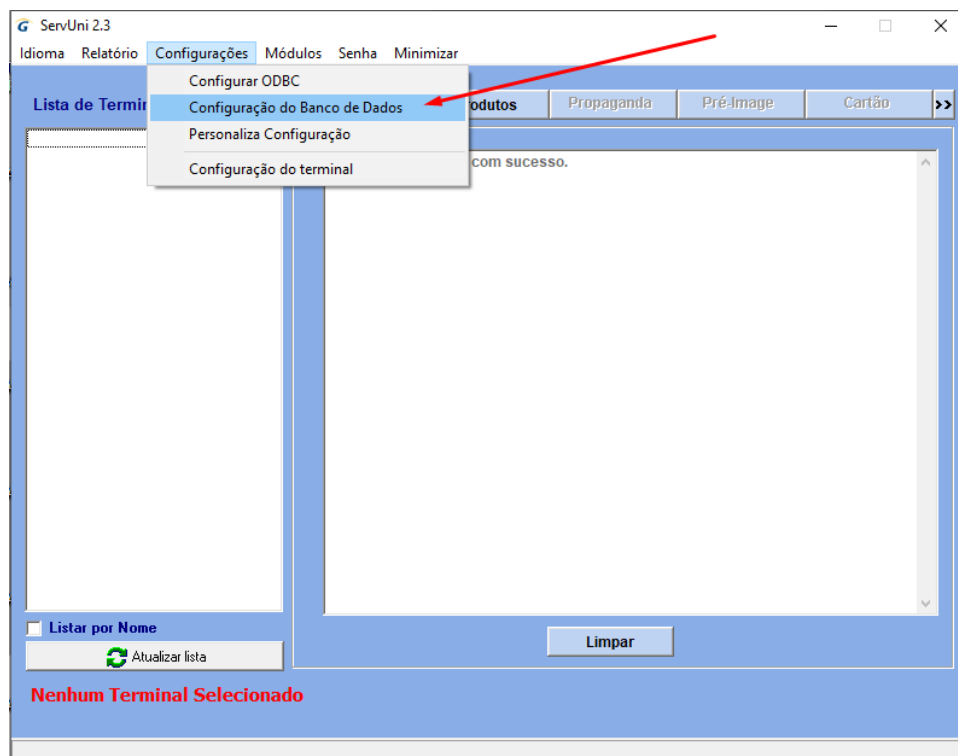 ServUni 2.3
Idioma Relatório Configurações Módulos Senha Minimizar
Configurar ODBC
Configuração do Banco de Dados
Personaliza Configuração
Configuração do terminal
Lista de
Propaganda Pré-Image Cartão >>
com sucesso.
Listar por Nome
Atualizar lista
Limpar
Nenhum Terminal Selecionado